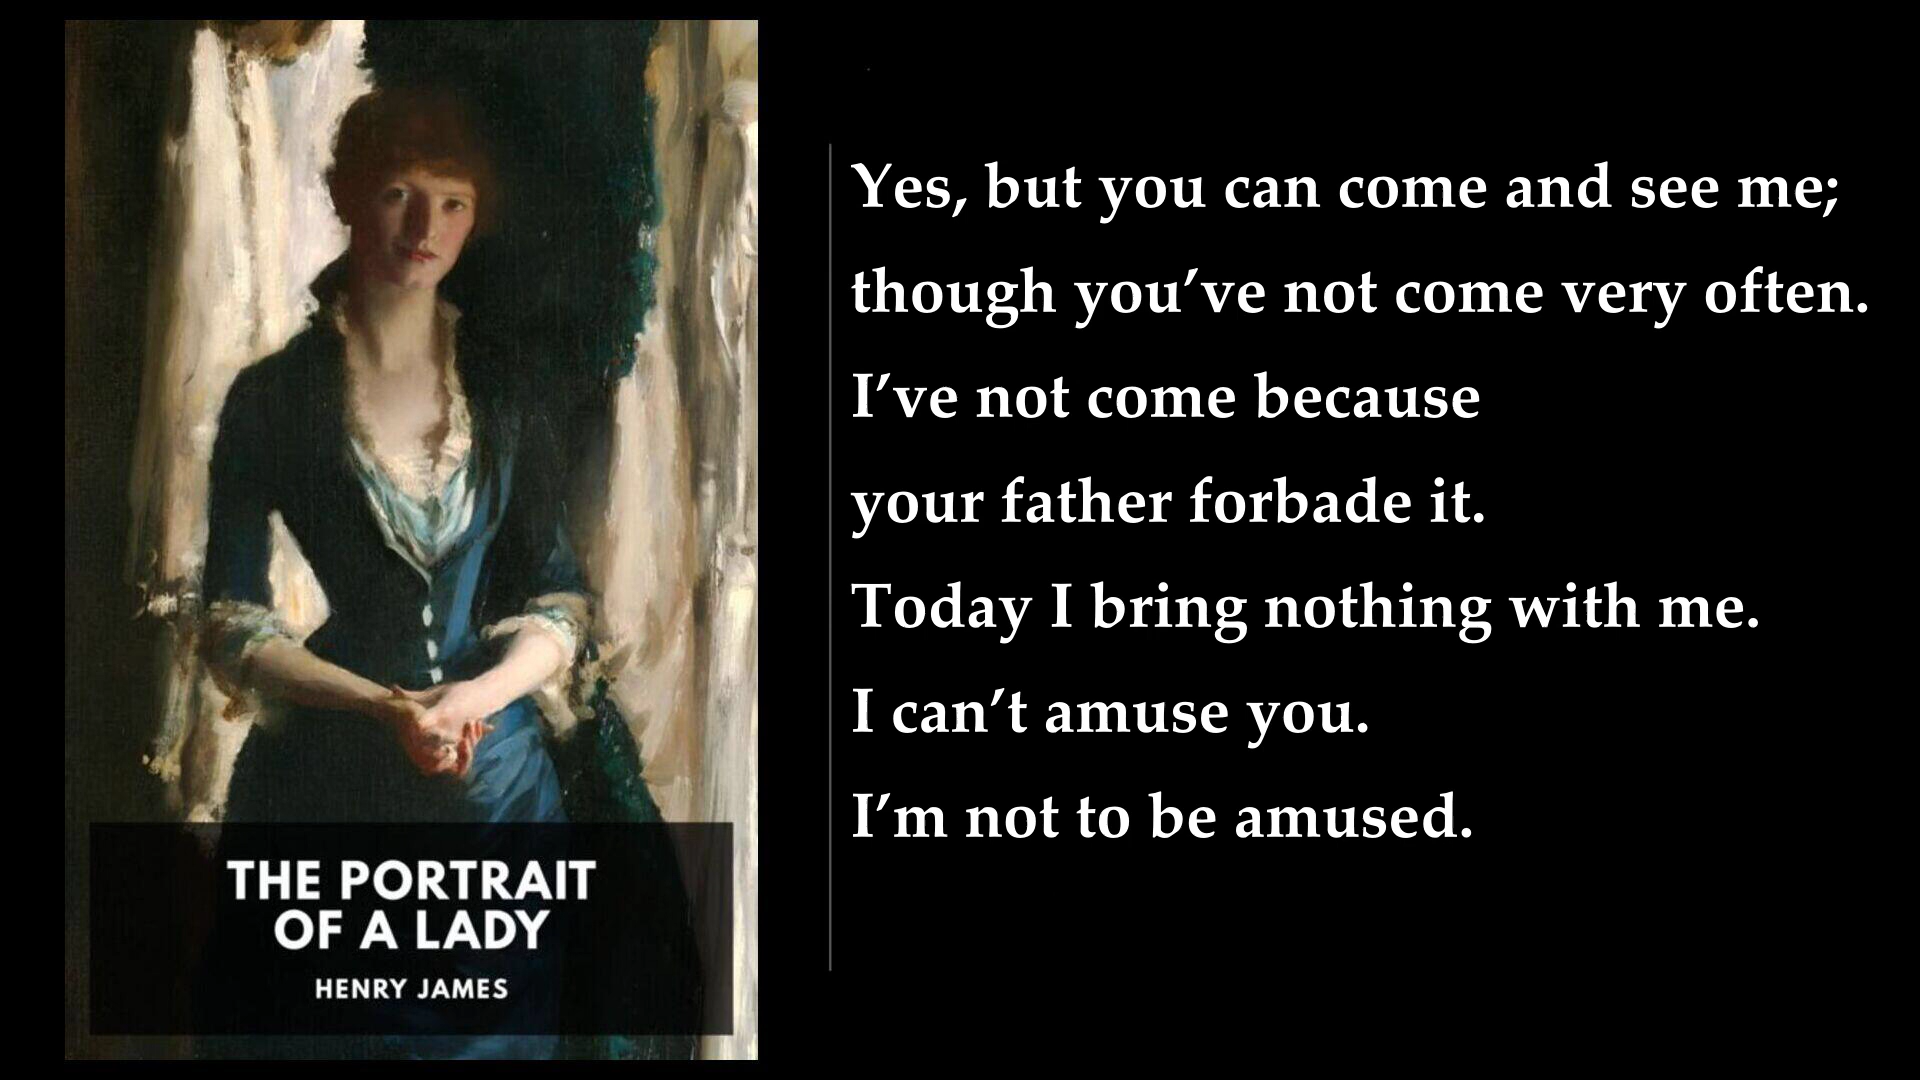 THE PORTRAIT
OF A LADY
HENRY JAMES
Yes, but you can come and see me;
though you’ve not come very often.
I’ve not come because
your father forbade it.
Today I bring nothing with me.
I can’t amuse you.
I’m not to be amused.